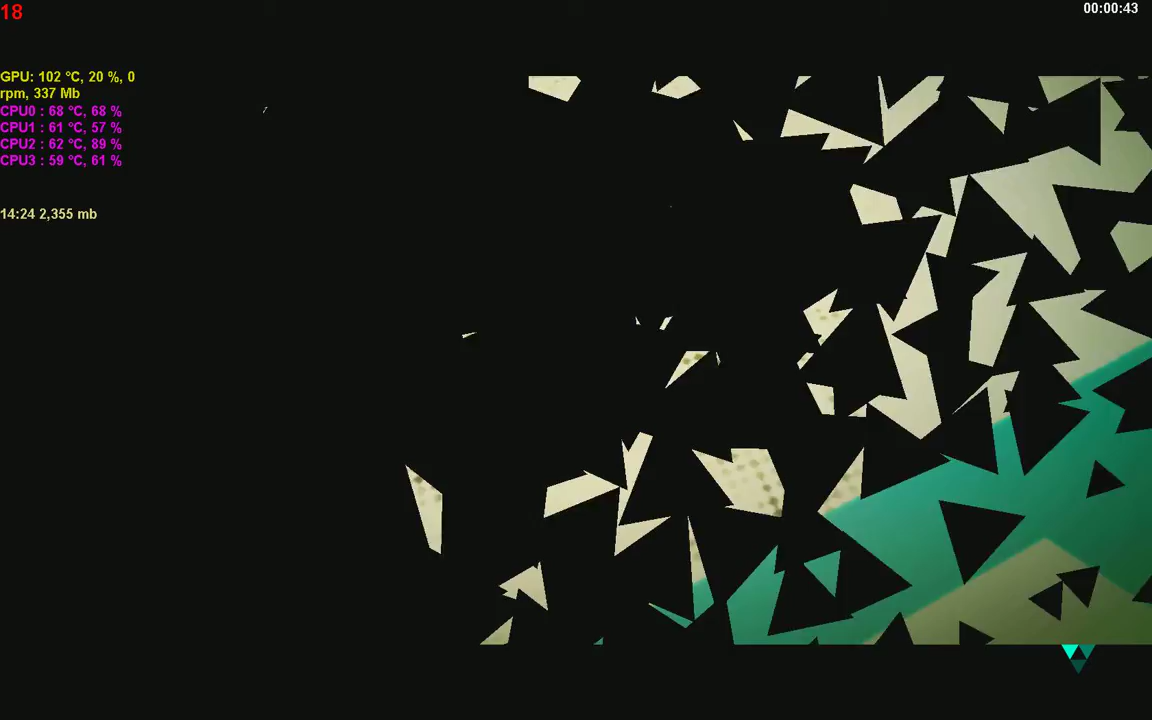 18
00:00:43
GPU: 102 °C, 20 %, 0
rpm, 337 Mb
CPU0 : 68 °C, 68 %
CPU1 : 61 °C, 57 %
CPU2 : 62 °C, 89 %
CPU3 : 59 °C, 61 %
14:24 2,355 mb